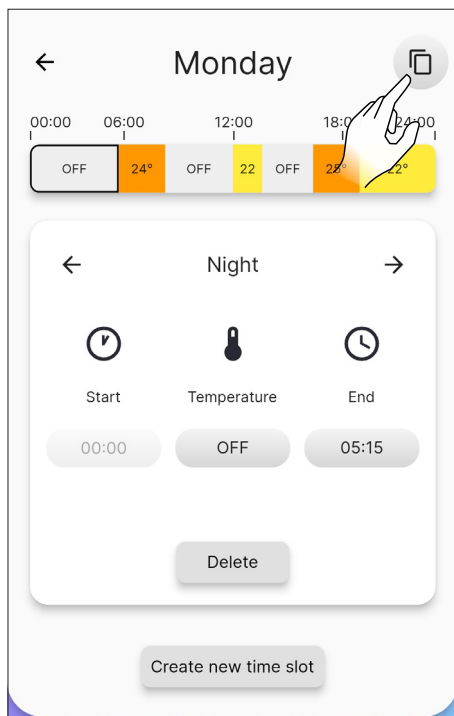 Monday
00:00 06:00 12:00 18:0 24:00
OFF 24° OFF 22 OFF 25° 22°
Night
Start Temperature End
00:00 OFF 05:15
Delete
Create new time slot